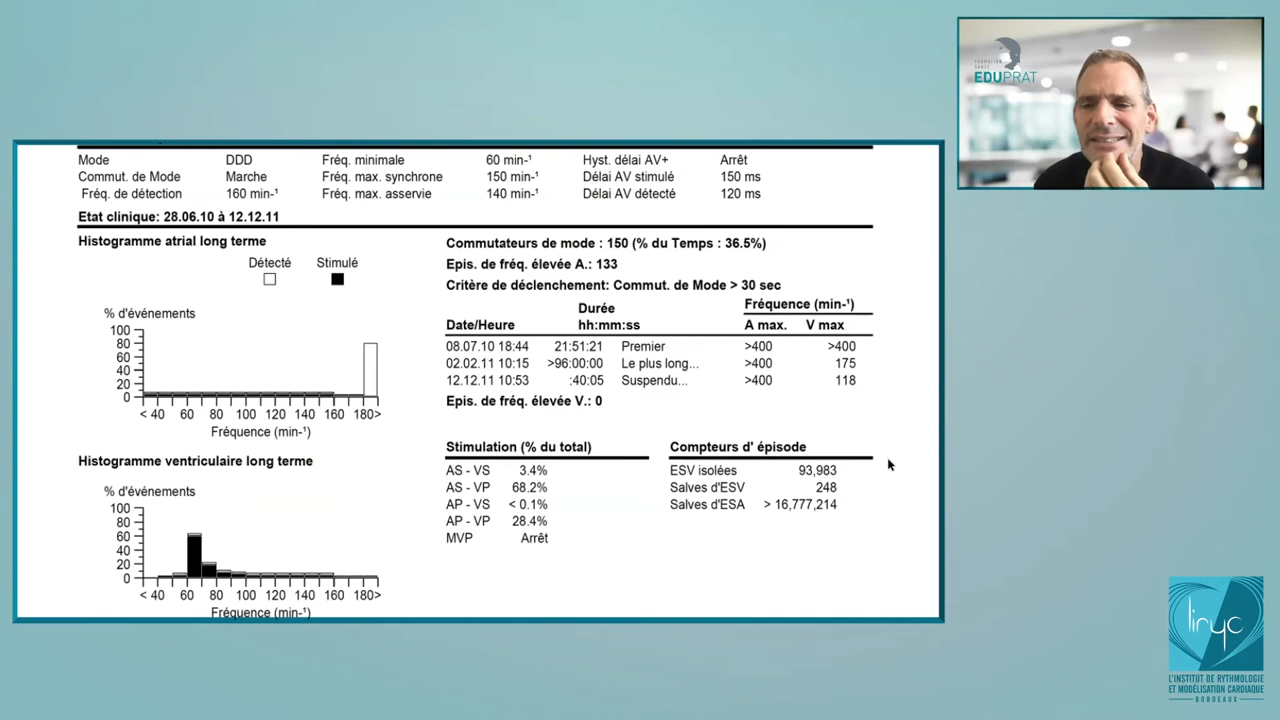 FORMATION
SANTÉ
EDUPRAT
Mode DDD Fréq. minimale 60 min-¹ Hyst. délai AV+ Arrêt
Commut. de Mode Marche Fréq. max. synchrone 150 min-¹ Délai AV stimulé 150 ms
Fréq. de détection 160 min-¹ Fréq. max. asservie 140 min-¹ Délai AV détecté 120 ms
Etat clinique: 28.06.10 à 12.12.11
Histogramme atrial long terme
Détecté Stimulé
% d'événements
100
80
60
40
20
0
< 40 60 80 100 120 140 160 180>
Fréquence (min-¹)
Histogramme ventriculaire long terme
% d'événements
100
80
60
40
20
0
< 40 60 80 100 120 140 160 180>
Fréquence (min-¹)
Commutateurs de mode : 150 (% du Temps : 36.5%)
Epis. de fréq. élevée A.: 133
Critère de déclenchement: Commut. de Mode > 30 sec
Durée Fréquence (min-¹)
Date/Heure hh:mm:ss A max. V max
08.07.10 18:44 21:51:21 Premier >400 >400
02.02.11 10:15 >96:00:00 Le plus long... >400 175
12.12.11 10:53 :40:05 Suspendu... >400 118
Epis. de fréq. élevée V.: 0
Stimulation (% du total)
AS - VS 3.4%
AS - VP 68.2%
AP - VS < 0.1%
AP - VP 28.4%
MVP Arrêt
Compteurs d' épisode
ESV isolées 93,983
Salves d'ESV 248
Salves d'ESA > 16,777,214
liryc
L'INSTITUT DE RYTHMOLOGIE
ET MODÉLISATION CARDIAQUE
BORDEAUX